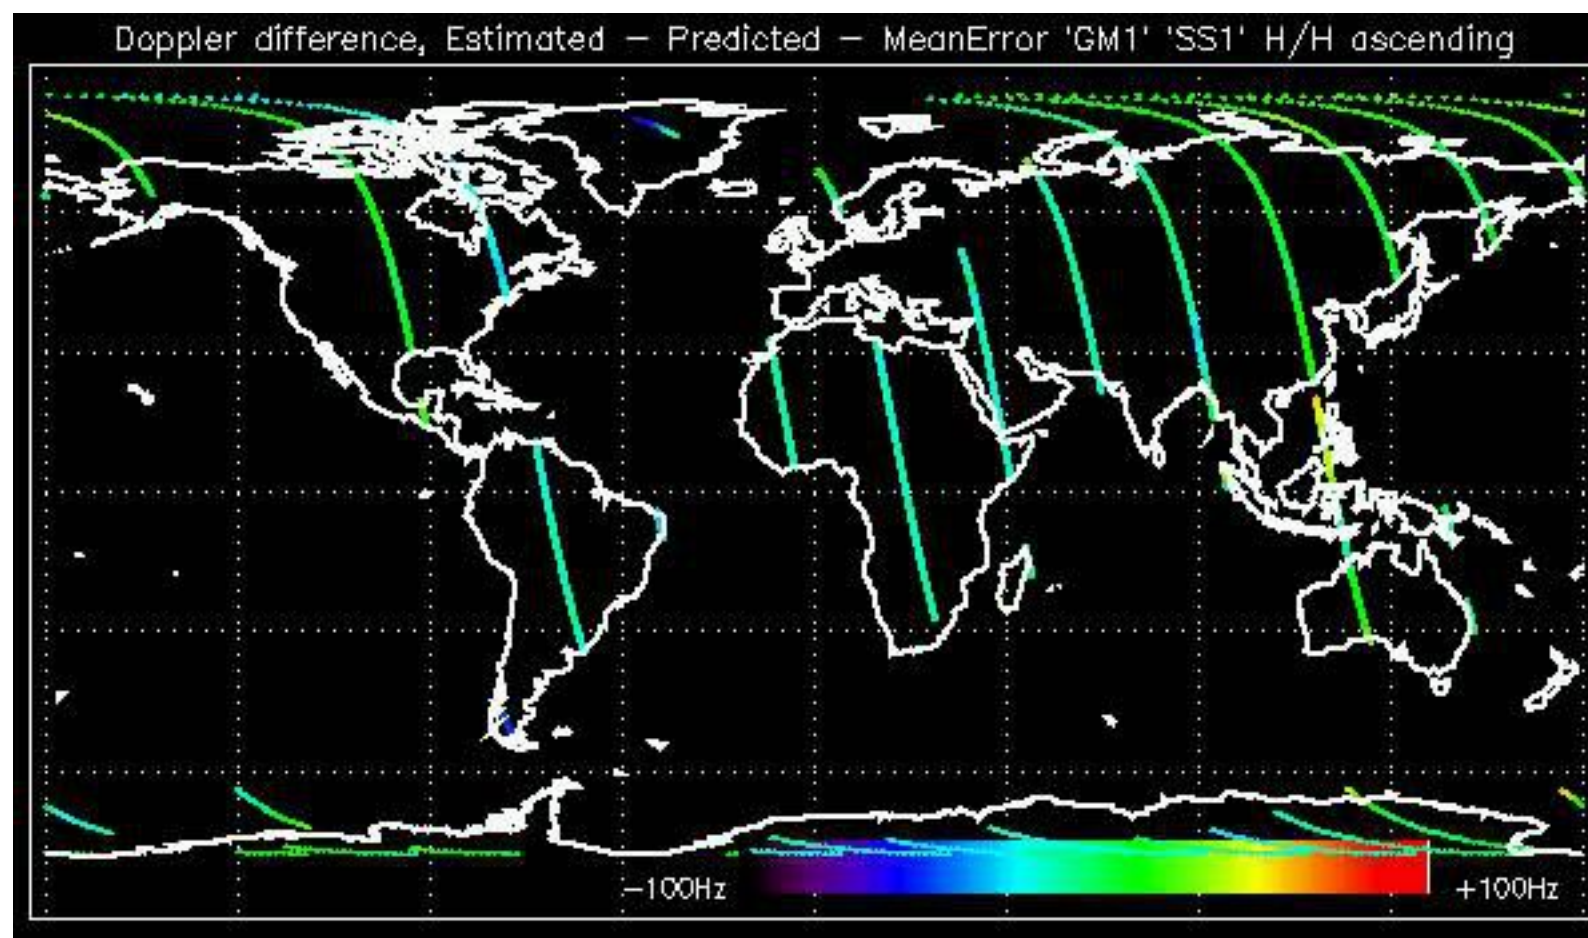 Doppler difference, Estimated – Predicted – MeanError 'GM1' 'SS1' H/H ascending
–100Hz
+100Hz